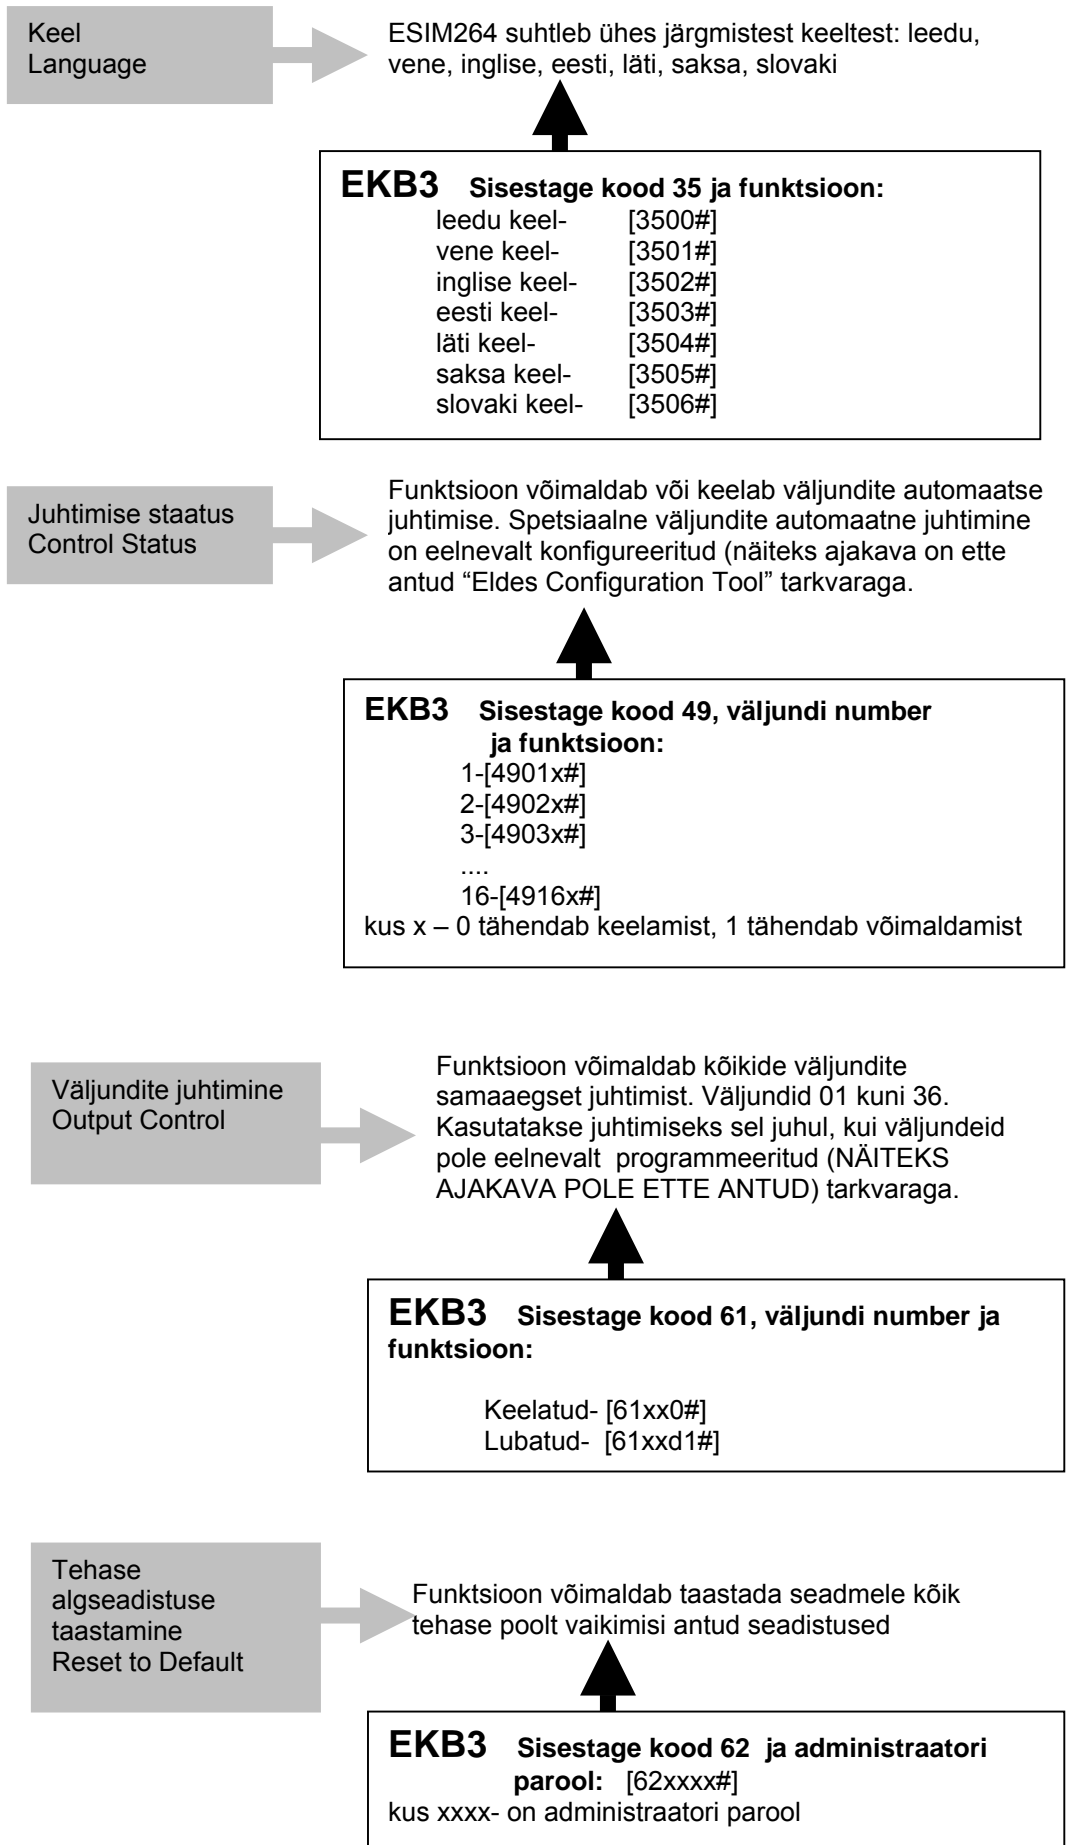 Keel
Language
ESIM264 suhtleb ühes järgmistest keeltest: leedu,
vene, inglise, eesti, läti, saksa, slovaki
EKB3 Sisestage kood 35 ja funktsioon:
leedu keel- [3500#]
vene keel- [3501#]
inglise keel- [3502#]
eesti keel- [3503#]
läti keel- [3504#]
saksa keel- [3505#]
slovaki keel- [3506#]
Juhtimise staatus
Control Status
Funktsioon võimaldab või keelab väljundite automaatse
juhtimise. Spetsiaalne väljundite automaatne juhtimine
on eelnevalt konfigureeritud (näiteks ajakava on ette
antud “Eldes Configuration Tool” tarkvaraga.
EKB3 Sisestage kood 49, väljundi number
ja funktsioon:
1-[4901x#]
2-[4902x#]
3-[4903x#]
....
16-[4916x#]
kus x – 0 tähendab keelamist, 1 tähendab võimaldamist
Väljundite juhtimine
Output Control
Funktsioon võimaldab kõikide väljundite
samaaegset juhtimist. Väljundid 01 kuni 36.
Kasutatakse juhtimiseks sel juhul, kui väljundeid
pole eelnevalt programmeeritud (NÄITEKS
AJAKAVA POLE ETTE ANTUD) tarkvaraga.
EKB3 Sisestage kood 61, väljundi number ja
funktsioon:
Keelatud- [61xx0#]
Lubatud- [61xxd1#]
Tehase
algseadistuse
taastamine
Reset to Default
Funktsioon võimaldab taastada seadmele kõik
tehase poolt vaikimisi antud seadistused
EKB3 Sisestage kood 62 ja administraatori
parool: [62xxxx#]
kus xxxx- on administraatori parool